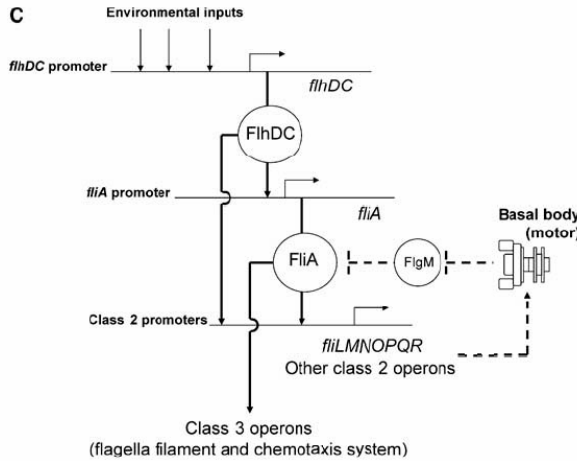 C
Environmental inputs
flhDC promoter
flhDC
FlhDC
fliA promoter
fliA
Basal body
(motor)
FliA
FlgM
Class 2 promoters
fliLMNOPQR
Other class 2 operons
Class 3 operons
(flagella filament and chemotaxis system)